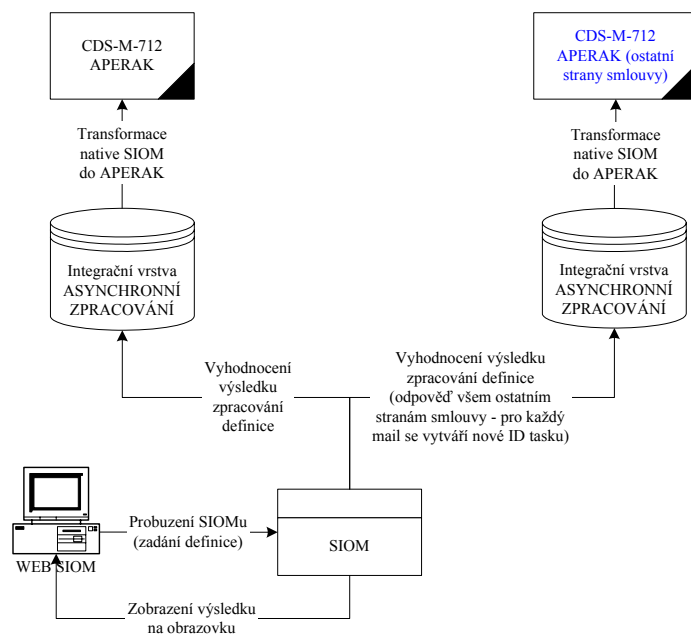 CDS-M-712
APERAK
CDS-M-712
APERAK (ostatní
strany smlouvy)
Transformace
native SIOM
do APERAK
Transformace
native SIOM
do APERAK
Integrační vrstva
ASYNCHRONNÍ
ZPRACOVÁNÍ
Integrační vrstva
ASYNCHRONNÍ
ZPRACOVÁNÍ
Vyhodnocení
výsledku
zpracování
definice
Vyhodnocení výsledku
zpracování definice
(odpověď všem ostatním
stranám smlouvy - pro každý
mail se vytváří nové ID tasku)
Probuzení SIOMu
(zadání definice)
SIOM
WEB SIOM
Zobrazení výsledku
na obrazovku